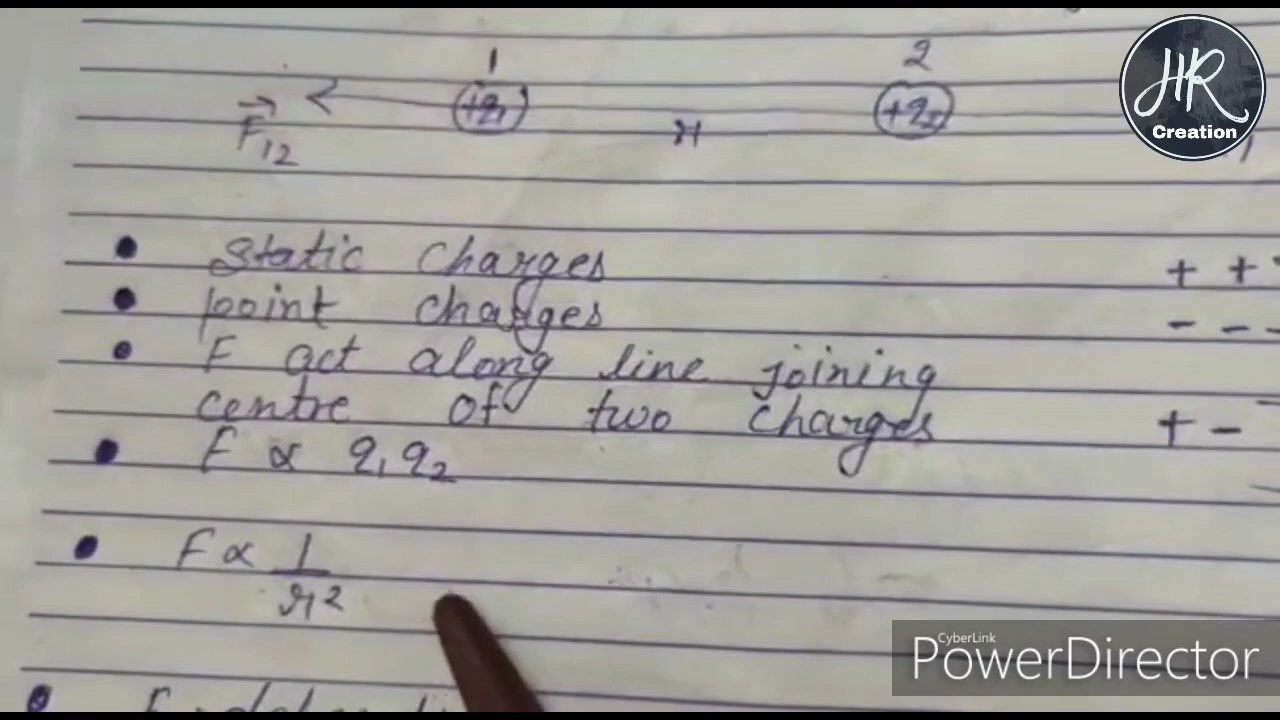 1 2
+q1 +q2
F12 r
HR
Creation
• Static charges + +
• point charges - -
• F act along line joining
centre of two charges + -
• F ∝ q1q2
• F ∝ 1/r²
CyberLink
PowerDirector